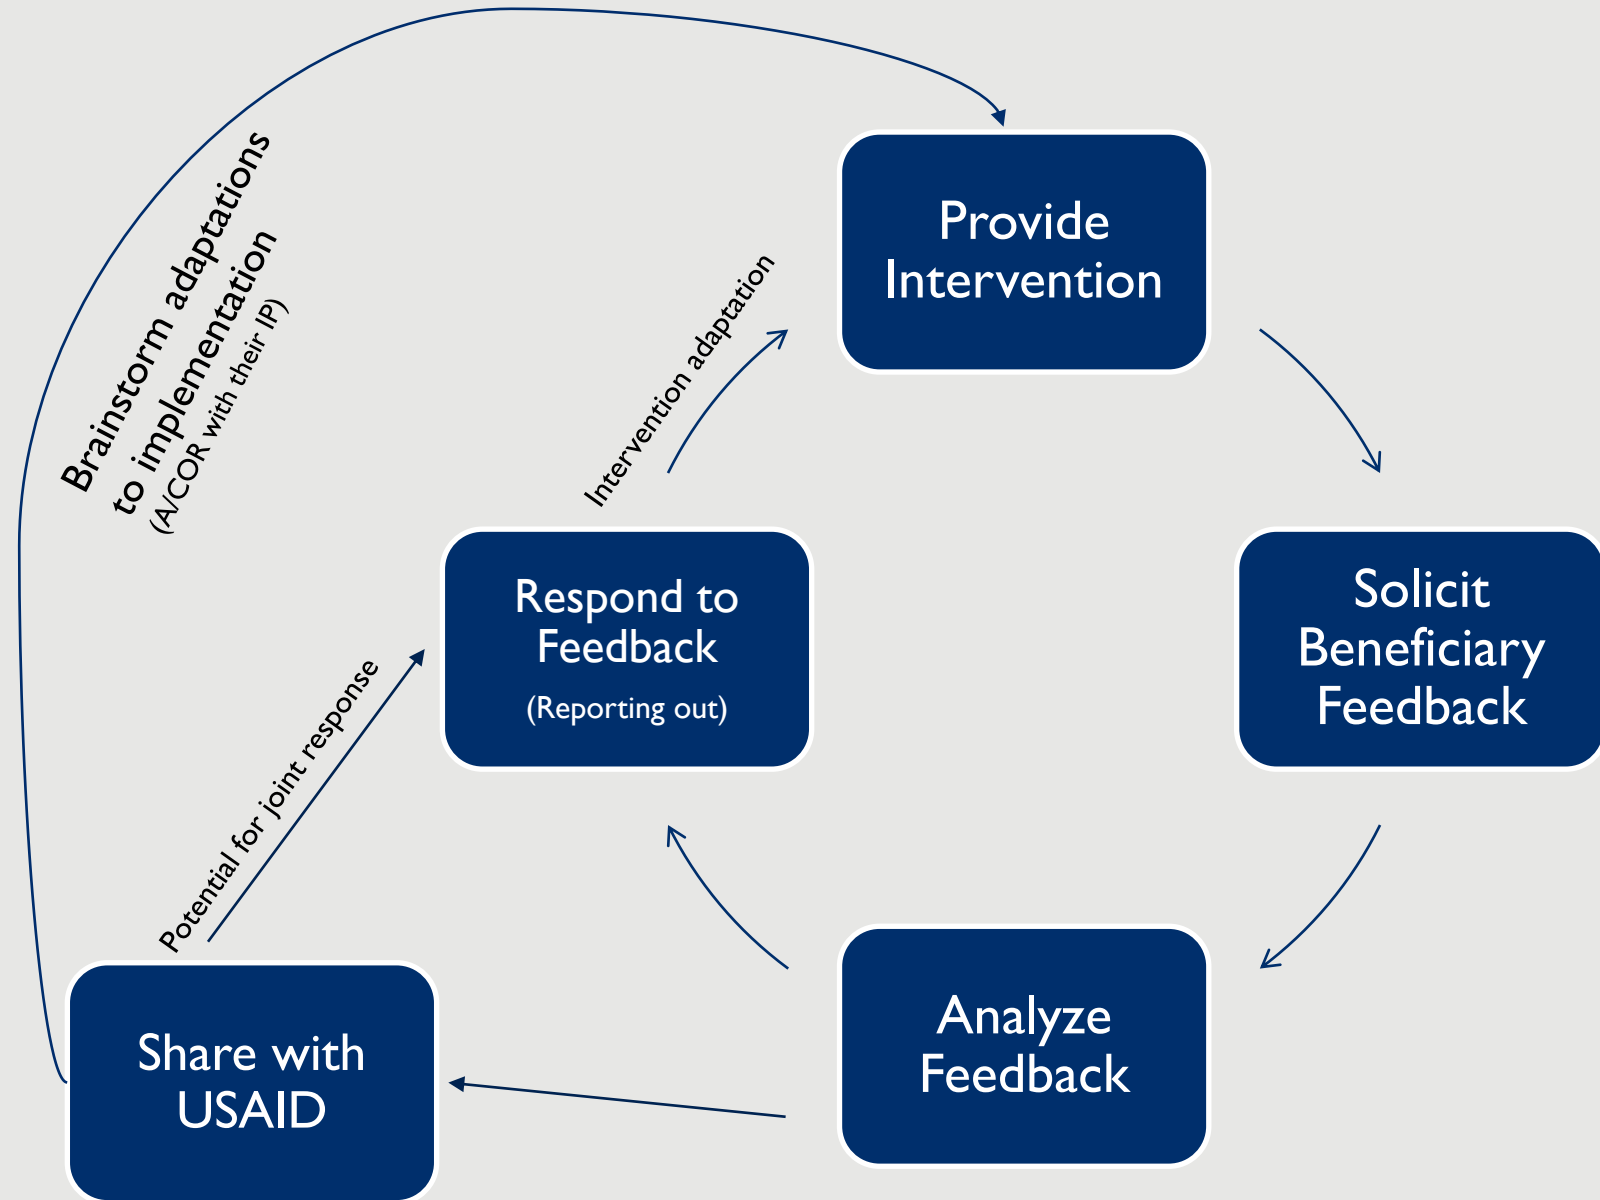 Brainstorm adaptations
to implementation
(A/COR with their IP)
Intervention adaptation
Provide
Intervention
Respond to
Feedback
(Reporting out)
Solicit
Beneficiary
Feedback
Potential for joint response
Share with
USAID
Analyze
Feedback